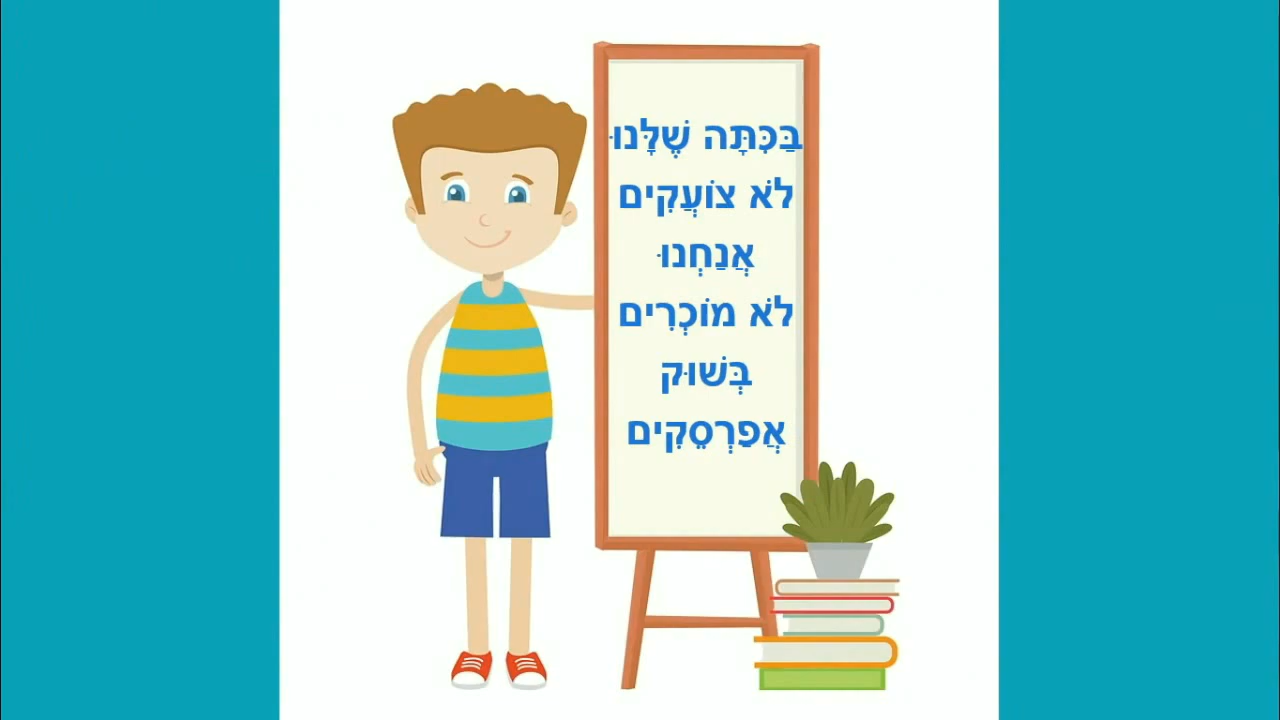 בַּכִּתָּה שֶׁלָּנוּ
לֹא צוֹעֲקִים
אֲנַחְנוּ
לֹא מוֹכְרִים
בְּשׁוּק
אֲפַרְסֵקִים